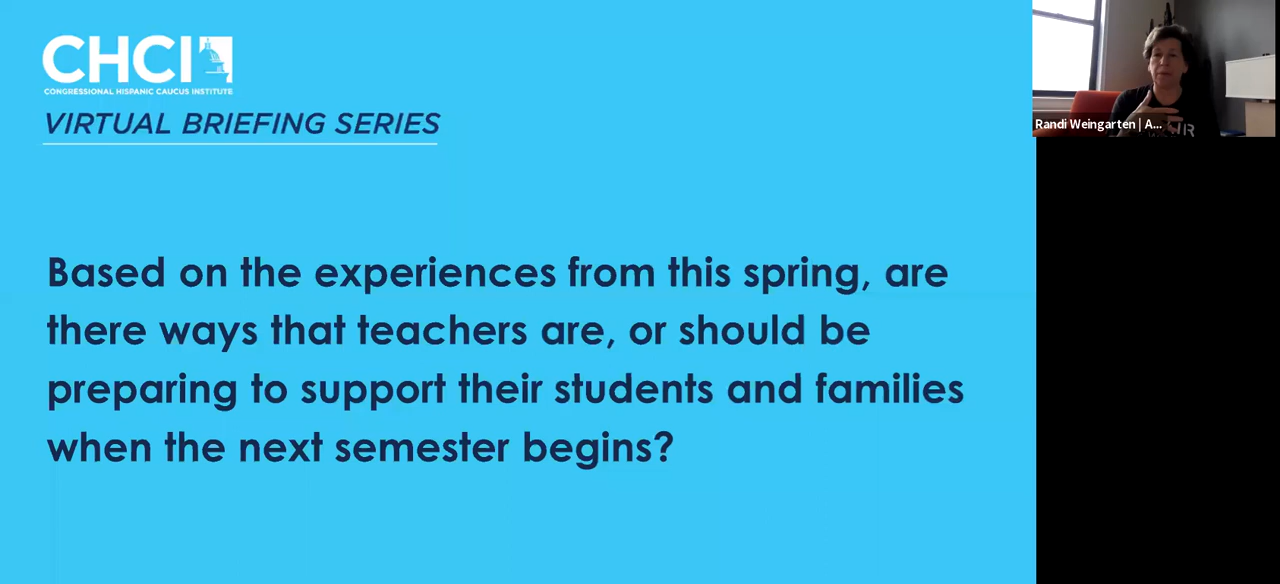 CHCI
CONGRESSIONAL HISPANIC CAUCUS INSTITUTE
VIRTUAL BRIEFING SERIES
Based on the experiences from this spring, are
there ways that teachers are, or should be
preparing to support their students and families
when the next semester begins?
Randi Weingarten | A...